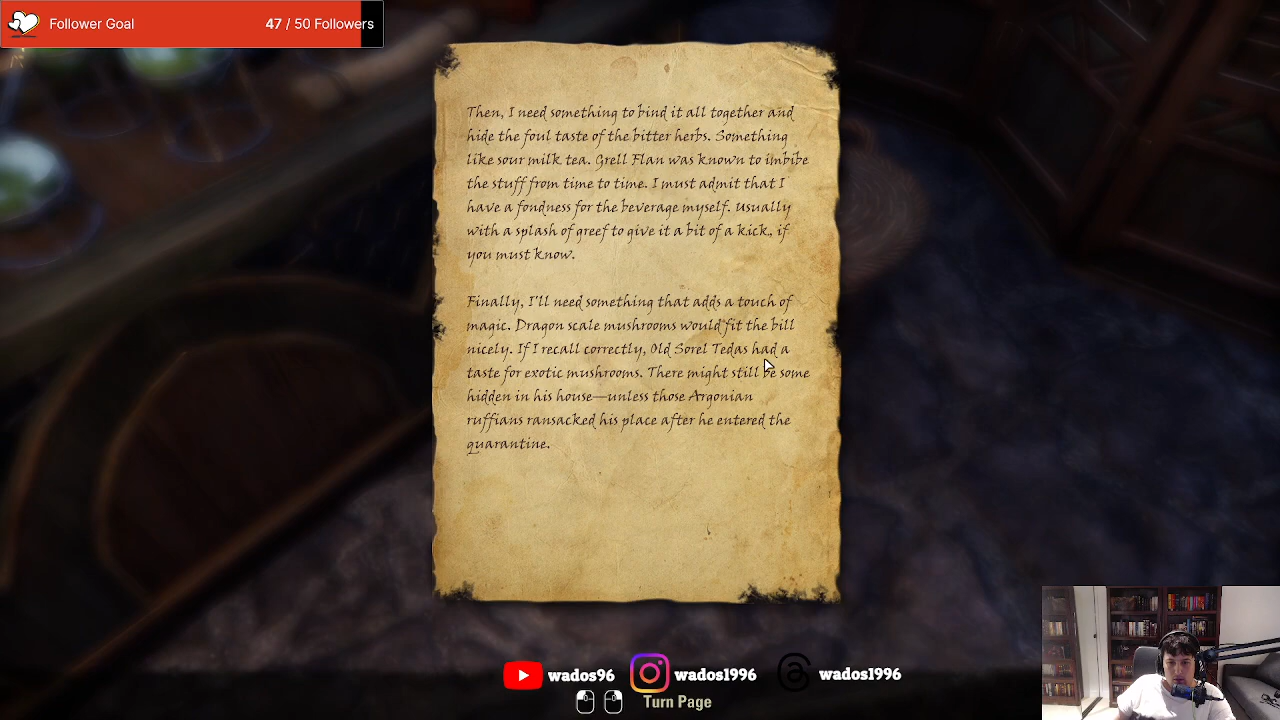 Follower Goal
47 / 50 Followers
Then, I need something to bind it all together and
hide the foul taste of the bitter herbs. Something
like sour milk tea. Grell Flan was known to imbibe
the stuff from time to time. I must admit that I
have a fondness for the beverage myself. Usually
with a splash of greef to give it a bit of a kick, if
you must know.
Finally, I'll need something that adds a touch of
magic. Dragon scale mushrooms would fit the bill
nicely. If I recall correctly, Old Sorel Tedas had a
taste for exotic mushrooms. There might still be some
hidden in his house—unless those Argonian
ruffians ransacked his place after he entered the
quarantine.
wados96 wados1996 wados1996
Turn Page